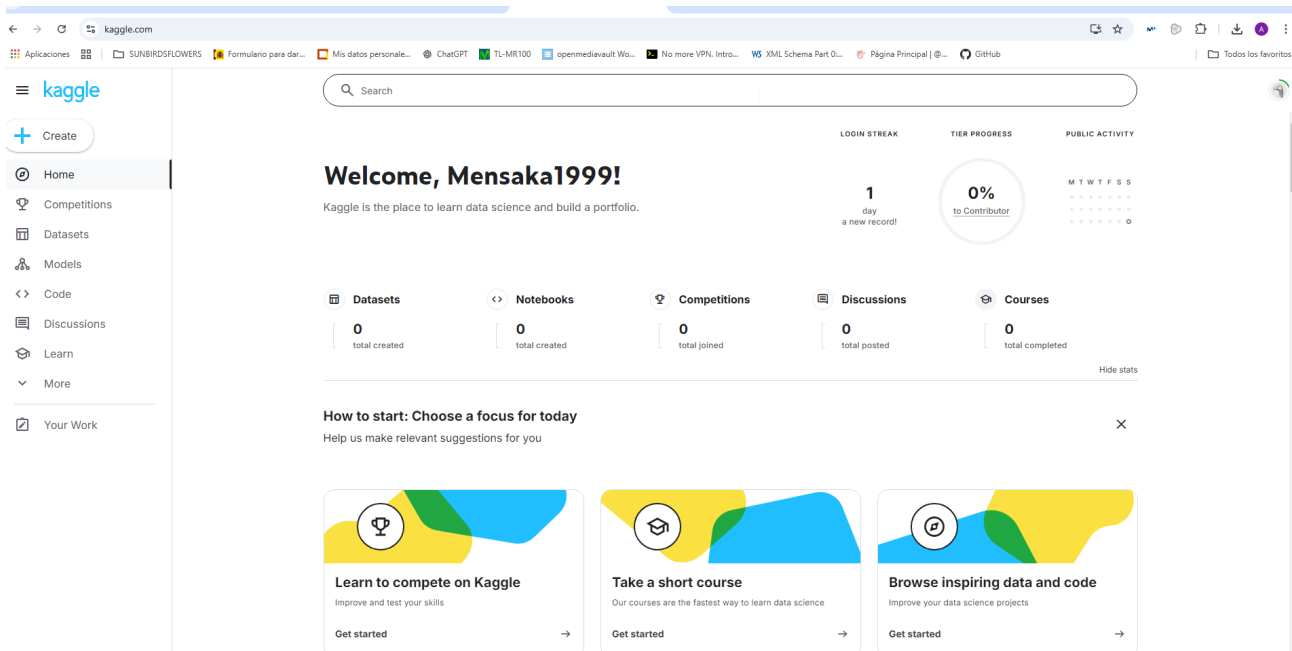 kaggle.com
Aplicaciones SUNBIRDSFLOWERS Formulario para dar... Mis datos personale... ChatGPT TL-MR100 openmediavault Wo... No more VPN. Intro... W3 XML Schema Part 0:... Página Principal | @... GitHub Todos los favoritos
A
kaggle
Search
Create
Home
Competitions
Datasets
Models
Code
Discussions
Learn
More
Your Work
LOGIN STREAK TIER PROGRESS PUBLIC ACTIVITY
Welcome, Mensaka1999!
Kaggle is the place to learn data science and build a portfolio.
1
day
a new record!
0%
to Contributor
M T W T F S S
Datasets Notebooks Competitions Discussions Courses
0 0 0 0 0
total created total created total joined total posted total completed
Hide stats
How to start: Choose a focus for today
Help us make relevant suggestions for you
Learn to compete on Kaggle
Improve and test your skills
Get started
Take a short course
Our courses are the fastest way to learn data science
Get started
Browse inspiring data and code
Improve your data science projects
Get started